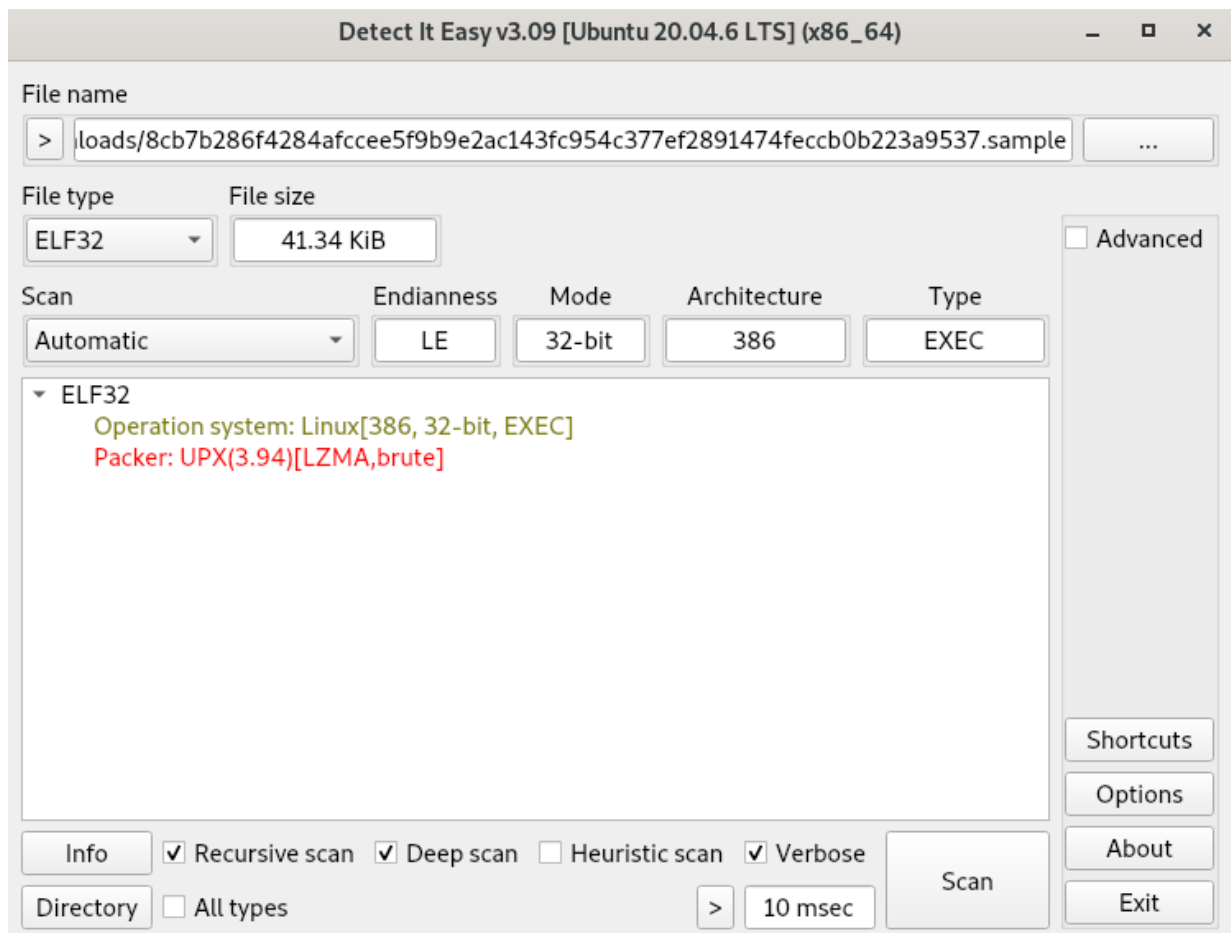 Detect It Easy v3.09 [Ubuntu 20.04.6 LTS] (x86_64)
File name
> loads/8cb7b286f4284afccee5f9b9e2ac143fc954c377ef2891474feccb0b223a9537.sample ...
File type File size
ELF32 41.34 KiB
Advanced
Scan Endianness Mode Architecture Type
Automatic LE 32-bit 386 EXEC
ELF32
Operation system: Linux[386, 32-bit, EXEC]
Packer: UPX(3.94)[LZMA,brute]
Shortcuts
Options
Info Recursive scan Deep scan Heuristic scan Verbose
About
Scan
Directory All types > 10 msec
Exit